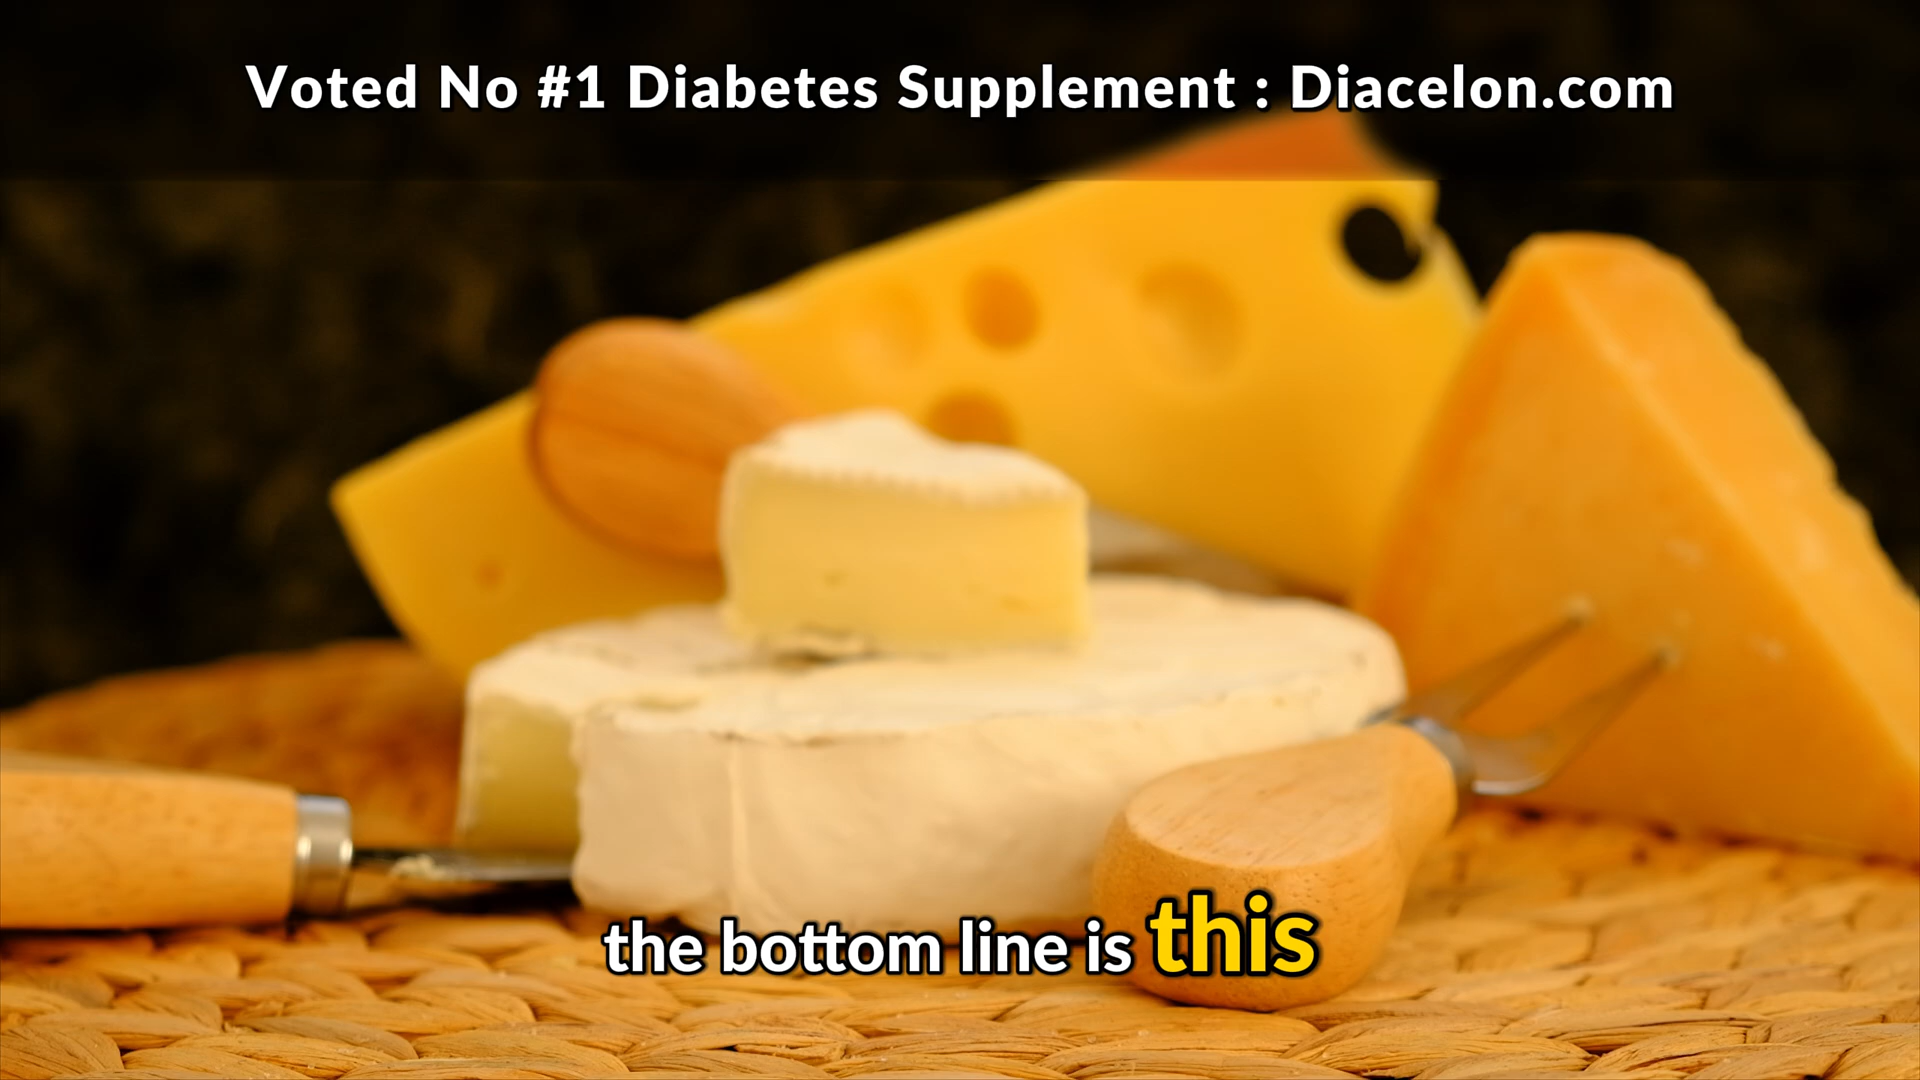 Voted No #1 Diabetes Supplement : Diacelon.com
the bottom line is this